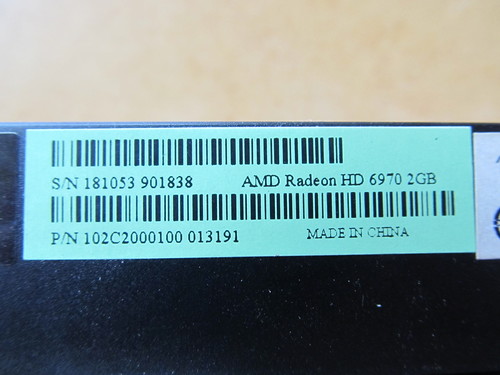 S/N 181053 901838 AMD Radeon HD 6970 2GB
P/N 102C2000100 013191 MADE IN CHINA